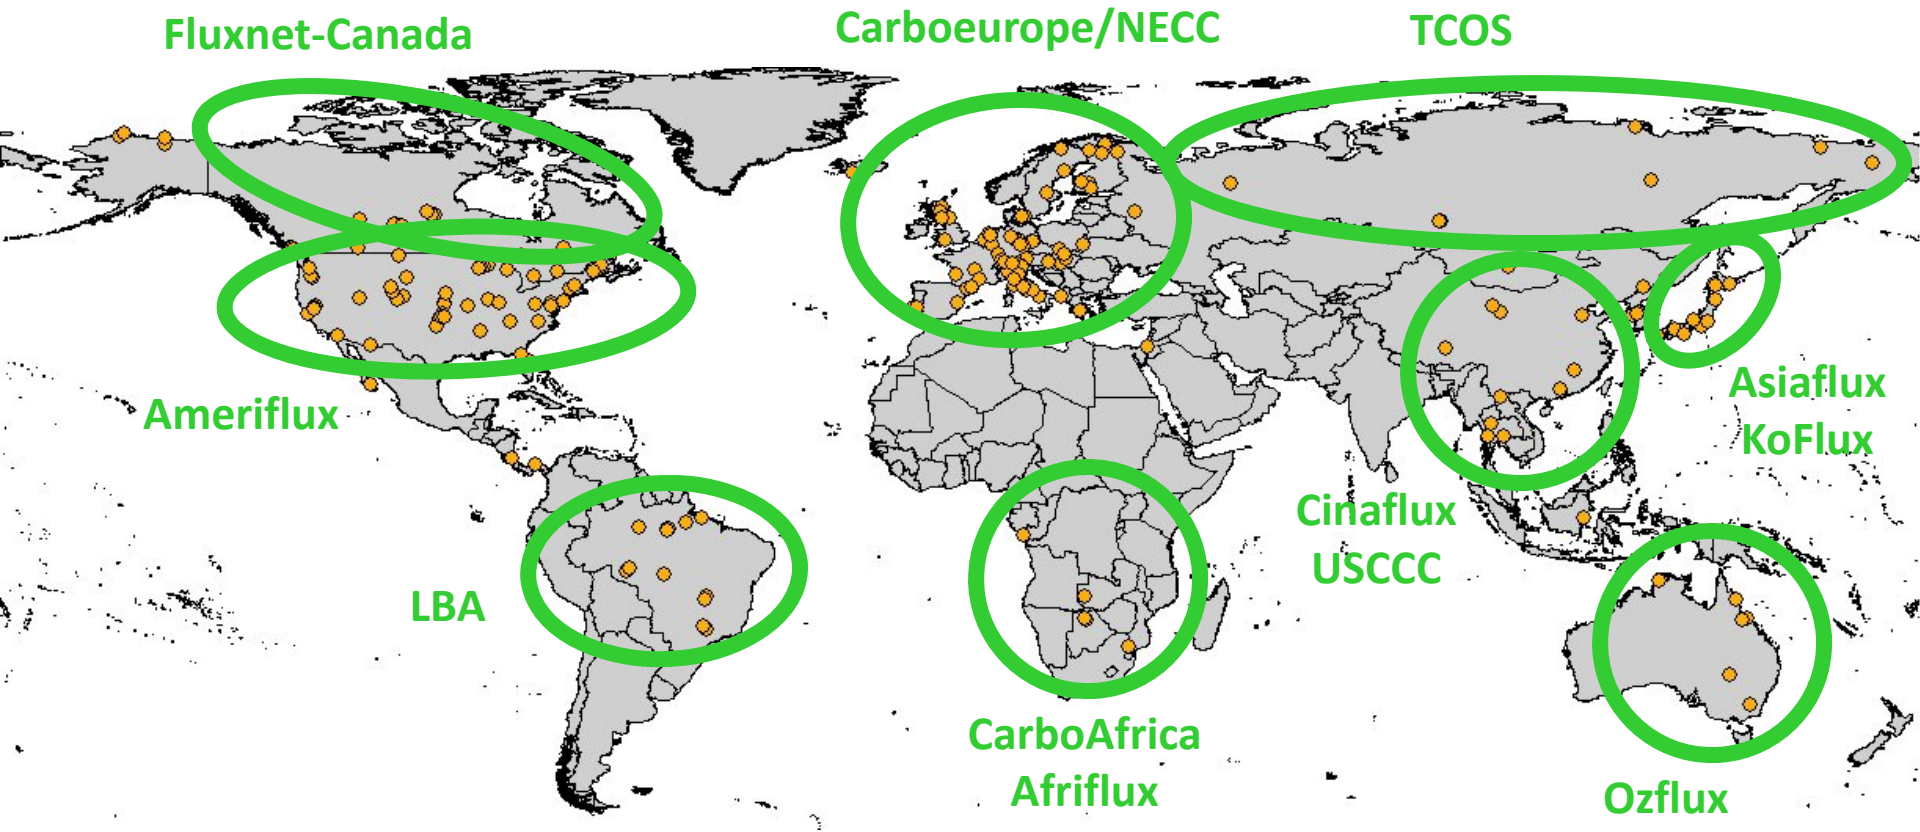 Fluxnet-Canada
Carboeurope/NECC
TCOS
Ameriflux
Asiaflux
KoFlux
Cinaflux
USCCC
LBA
CarboAfrica
Afriflux
Ozflux